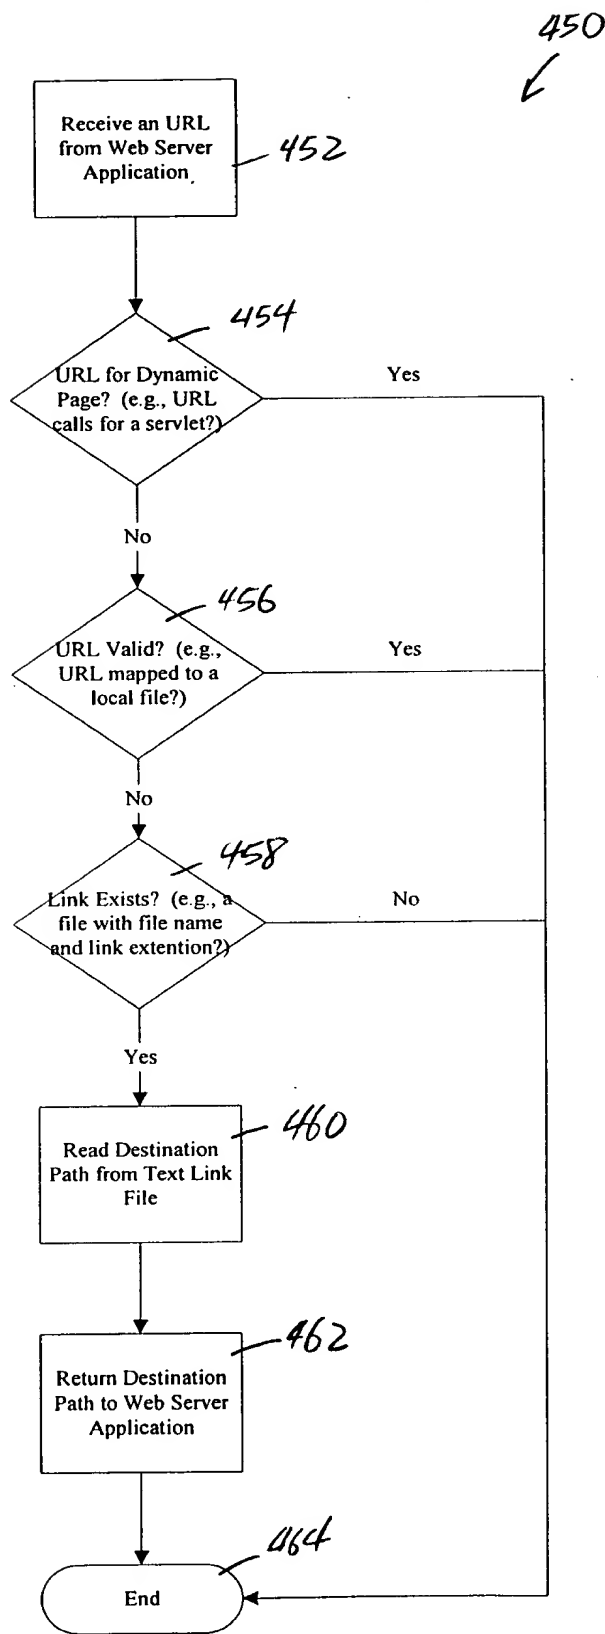 450
Receive an URL
from Web Server
Application
452
454
URL for Dynamic
Page? (e.g., URL
calls for a servlet?)
Yes
No
456
URL Valid? (e.g.,
URL mapped to a
local file?)
Yes
No
458
Link Exists? (e.g., a
file with file name
and link extention?)
No
Yes
460
Read Destination
Path from Text Link
File
462
Return Destination
Path to Web Server
Application
464
End